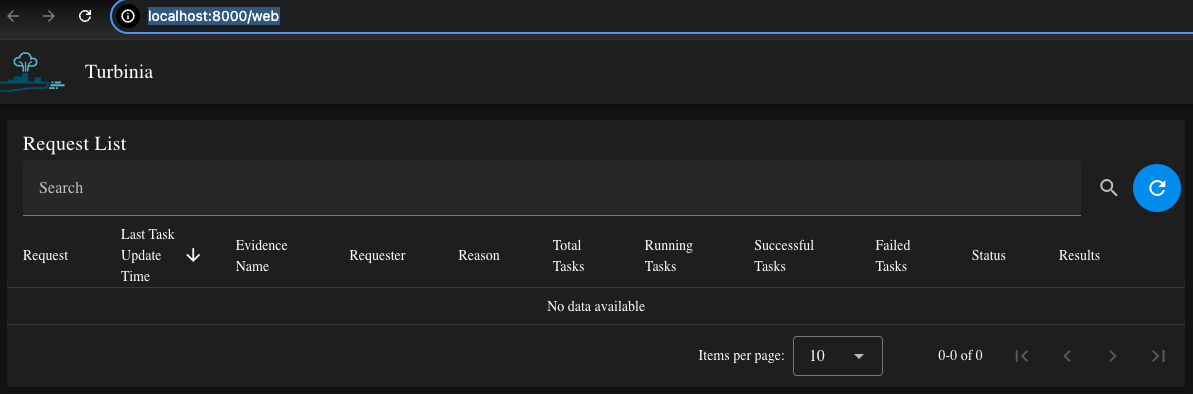 localhost:8000/web
Turbinia
Request List
Search
Request
Last Task
Update
Time
Evidence
Name
Requester
Reason
Total
Tasks
Running
Tasks
Successful
Tasks
Failed
Tasks
Status
Results
No data available
Items per page: 10 0-0 of 0